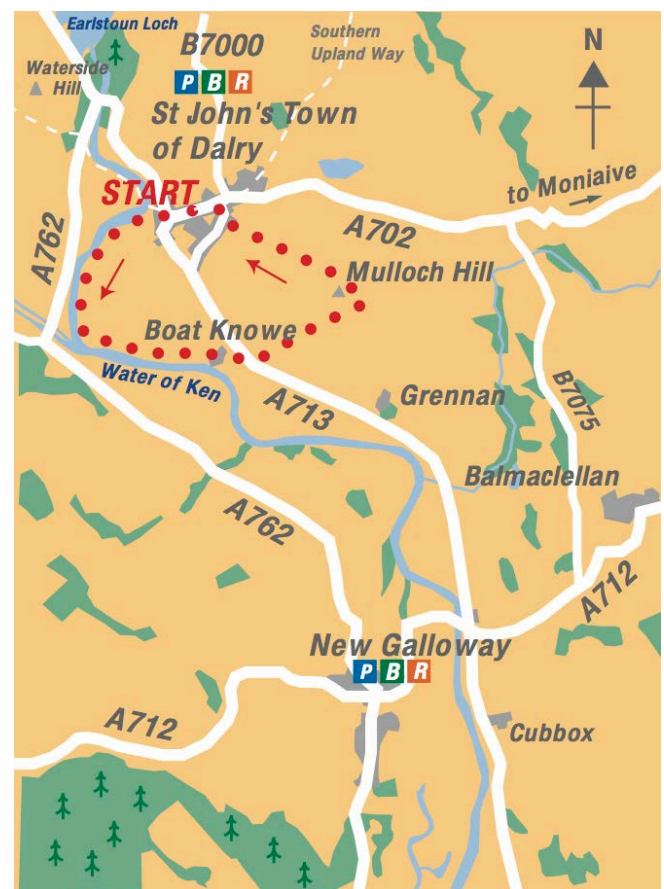 Earlstoun Loch
B7000
Southern
Upland Way
N
Waterside
Hill
P B R
St John's Town
of Dalry
to Moniaive
START
A762
A702
Mulloch Hill
Boat Knowe
Water of Ken
A713
Grennan
B7075
Balmaclellan
A762
A712
New Galloway
P B R
A712
Cubbox